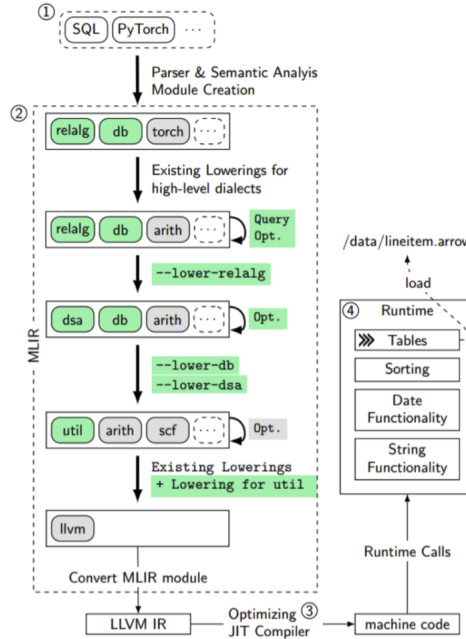 ①
SQL
PyTorch
...
Parser & Semantic Analyis
Module Creation
②
MLIR
relalg
db
torch
...
Existing Lowerings for
high-level dialects
relalg
db
arith
...
Query
Opt.
--lower-relalg
dsa
db
arith
...
Opt.
--lower-db
--lower-dsa
util
arith
scf
...
Opt.
Existing Lowerings
+ Lowering for util
llvm
Convert MLIR module
LLVM IR
Optimizing ③
JIT Compiler
machine code
Runtime Calls
④
Runtime
Tables
Sorting
Date
Functionality
String
Functionality
load
/data/lineitem.arrow